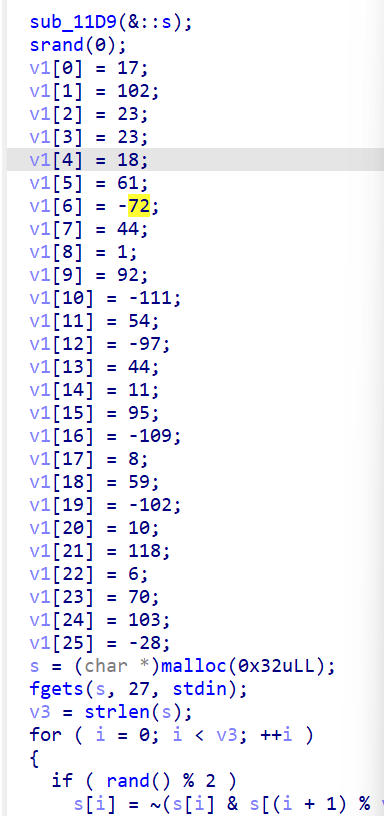 sub_11D9(&::s);
srand(0);
v1[0] = 17;
v1[1] = 102;
v1[2] = 23;
v1[3] = 23;
v1[4] = 18;
v1[5] = 61;
v1[6] = -72;
v1[7] = 44;
v1[8] = 1;
v1[9] = 92;
v1[10] = -111;
v1[11] = 54;
v1[12] = -97;
v1[13] = 44;
v1[14] = 11;
v1[15] = 95;
v1[16] = -109;
v1[17] = 8;
v1[18] = 59;
v1[19] = -102;
v1[20] = 10;
v1[21] = 118;
v1[22] = 6;
v1[23] = 70;
v1[24] = 103;
v1[25] = -28;
s = (char *)malloc(0x32uLL);
fgets(s, 27, stdin);
v3 = strlen(s);
for ( i = 0; i < v3; ++i )
{
if ( rand() % 2 )
s[i] = ~(s[i] & s[(i + 1) %